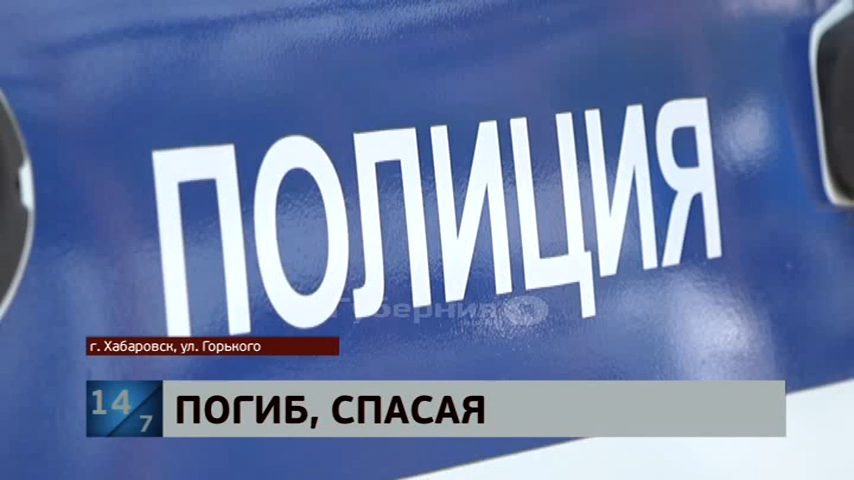 ПОЛИЦИЯ
Губерния
г. Хабаровск, ул. Горького
14
7
ПОГИБ, СПАСАЯ